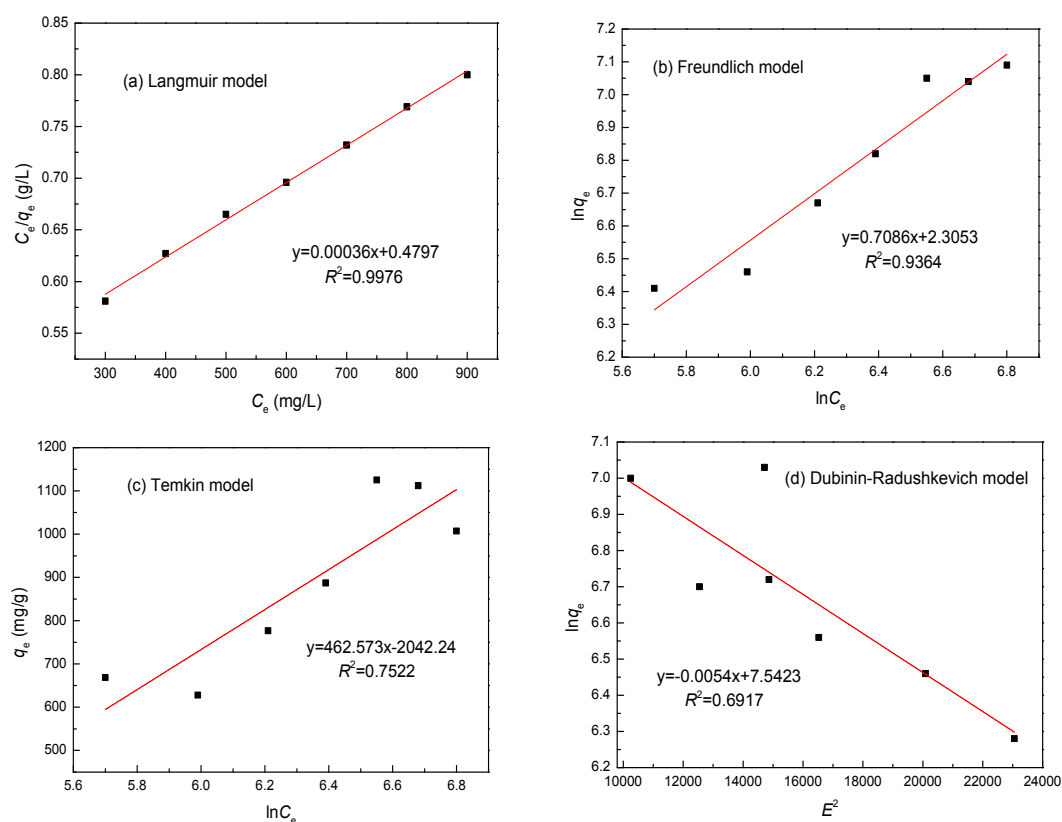 (a) Langmuir model
0.85
0.80
0.75
0.70
0.65
0.60
0.55
Cₑ/qₑ (g/L)
y=0.00036x+0.4797
R²=0.9976
300 400 500 600 700 800 900
Cₑ (mg/L)
(b) Freundlich model
7.2
7.1
7.0
6.9
6.8
6.7
6.6
6.5
6.4
6.3
6.2
lnqₑ
y=0.7086x+2.3053
R²=0.9364
5.6 5.8 6.0 6.2 6.4 6.6 6.8
lnCₑ
(c) Temkin model
1200
1100
1000
900
800
700
600
500
qₑ (mg/g)
y=462.573x-2042.24
R²=0.7522
5.6 5.8 6.0 6.2 6.4 6.6 6.8
lnCₑ
(d) Dubinin-Radushkevich model
7.1
7.0
6.9
6.8
6.7
6.6
6.5
6.4
6.3
6.2
lnqₑ
y=-0.0054x+7.5423
R²=0.6917
10000 12000 14000 16000 18000 20000 22000 24000
E²